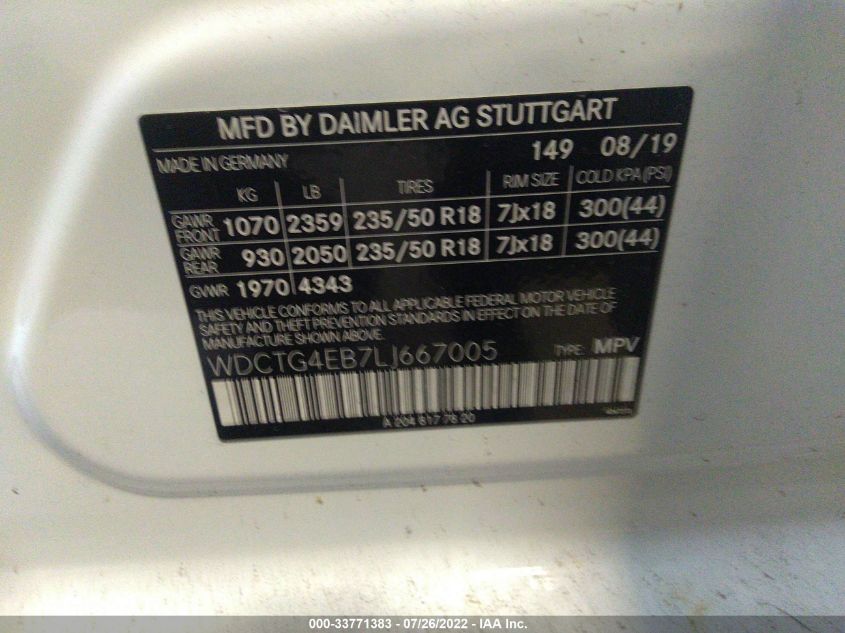 MFD BY DAIMLER AG STUTTGART
MADE IN GERMANY 149 08/19
KG LB TIRES RIM SIZE COLD KPA (PSI)
GAWR FRONT 1070 2359 235/50 R18 7Jx18 300(44)
GAWR REAR 930 2050 235/50 R18 7Jx18 300(44)
GVWR 1970 4343
THIS VEHICLE CONFORMS TO ALL APPLICABLE FEDERAL MOTOR VEHICLE
SAFETY AND THEFT PREVENTION STANDARDS IN EFFECT ON THE DATE OF
MANUFACTURE SHOWN ABOVE.
WDCTG4EB7LJ667005 TYPE: MPV
A 204 817 78 20
000-33771383 - 07/26/2022 - IAA Inc.